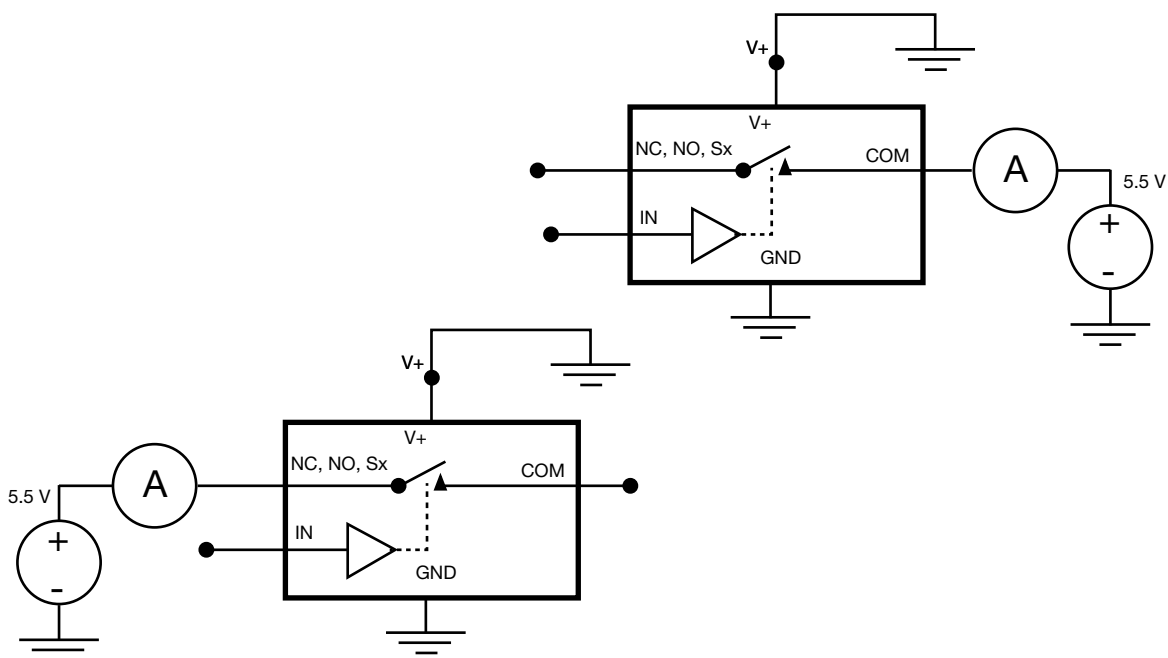 V+
V+
NC, NO, Sx
COM
A
5.5 V
+
-
IN
GND
V+
V+
NC, NO, Sx
COM
A
5.5 V
+
-
IN
GND